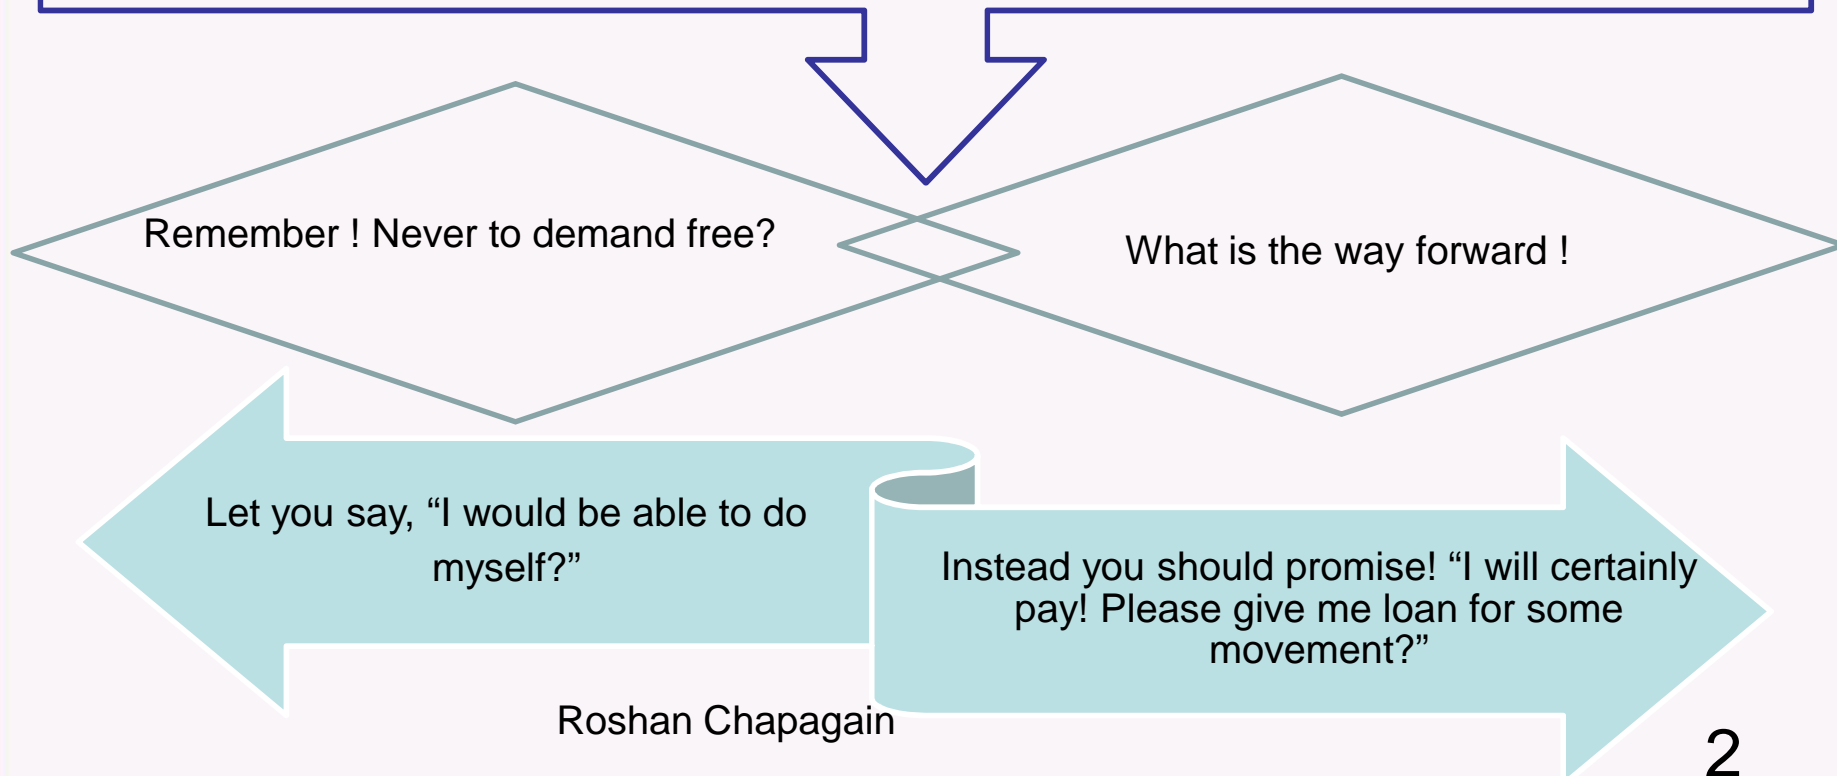 Remember ! Never to demand free?
What is the way forward !
Let you say, “I would be able to do
myself?”
Instead you should promise! “I will certainly
pay! Please give me loan for some
movement?”
Roshan Chapagain
2